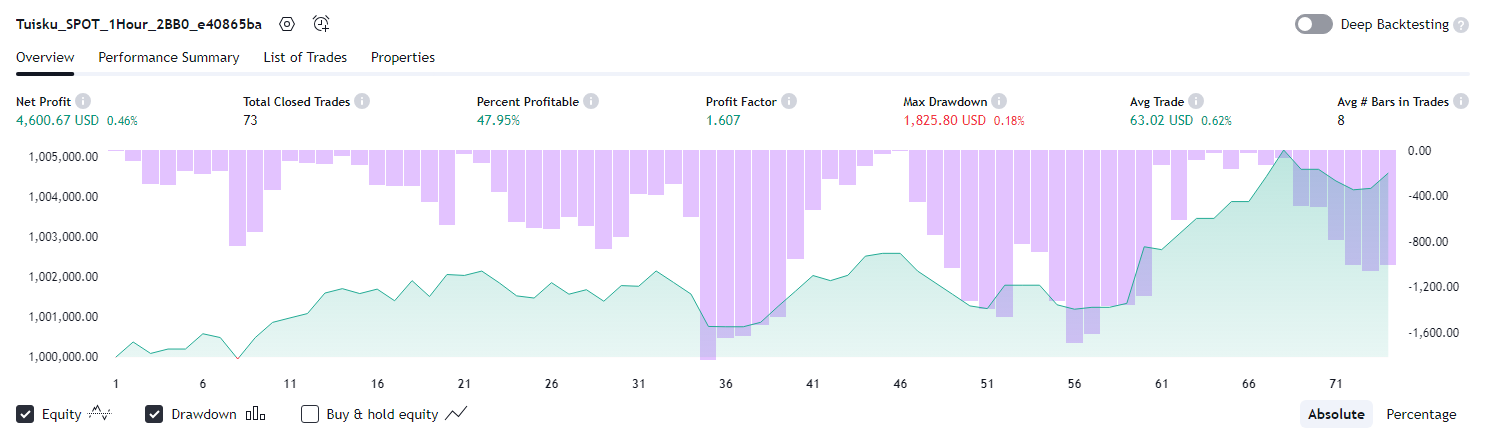 Tuisku_SPOT_1Hour_2BB0_e40865ba
Deep Backtesting ?
Overview Performance Summary List of Trades Properties
Net Profit i Total Closed Trades i Percent Profitable i Profit Factor i Max Drawdown i Avg Trade i Avg # Bars in Trades i
4,600.67 USD 0.46% 73 47.95% 1.607 1,825.80 USD 0.18% 63.02 USD 0.62% 8
1,005,000.00 0.00
1,004,000.00 -400.00
1,003,000.00 -800.00
1,002,000.00 -1,200.00
1,001,000.00 -1,600.00
1,000,000.00
1 6 11 16 21 26 31 36 41 46 51 56 61 66 71
Equity Drawdown Buy & hold equity Absolute Percentage